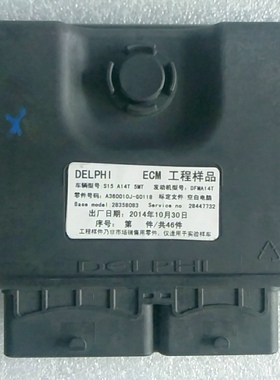 DELPHI ECM 工程样品
车辆型号: S15 A14T 5MT 发动机型号: DFMA14T
零件号码: A360010J-G0118 标定文件: 空白电脑
Base model: 28358063 Service no 28447732
出厂日期: 2014年10月30日
序号: 第 件/共46件
工程样件乃非市场销售用零件, 仅适用于实验样车
DELPHI